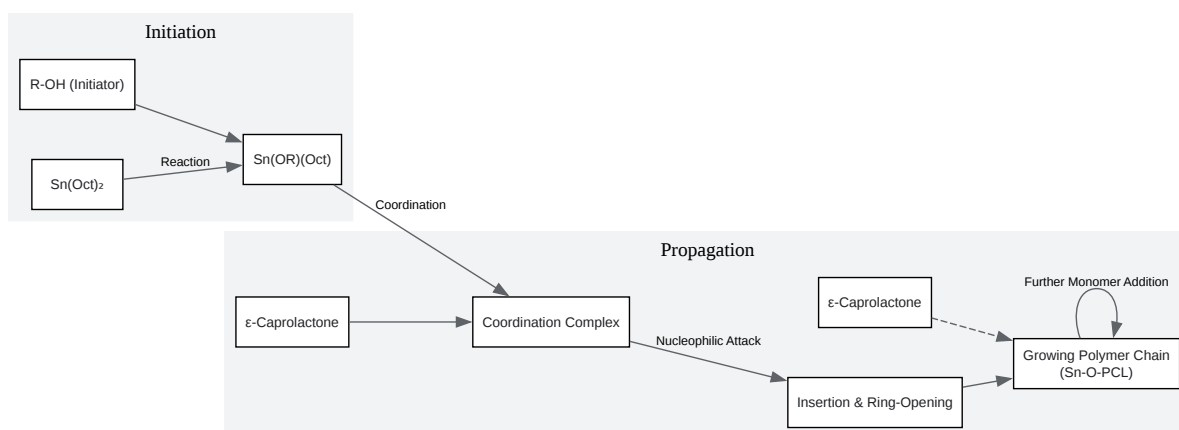 Initiation
R-OH (Initiator)
Sn(Oct)₂
Reaction
Sn(OR)(Oct)
Coordination
Propagation
ε-Caprolactone
Coordination Complex
Nucleophilic Attack
Insertion & Ring-Opening
ε-Caprolactone
Further Monomer Addition
Growing Polymer Chain
(Sn-O-PCL)